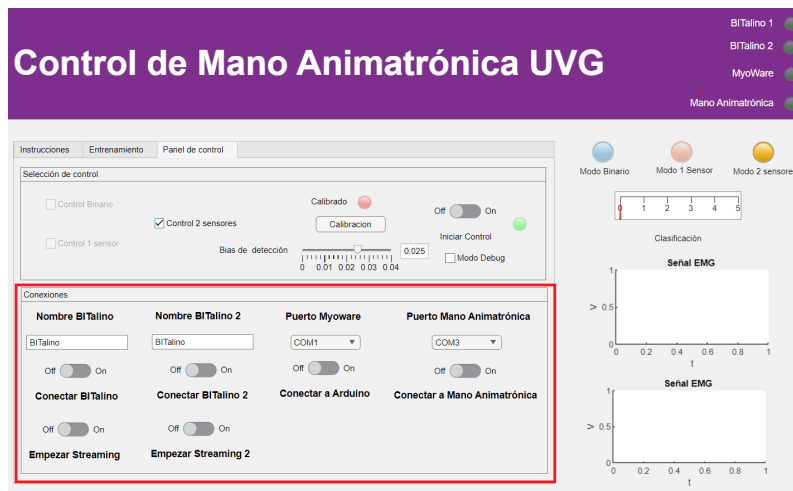 Control de Mano Animatrónica UVG
BITalino 1
BITalino 2
MyoWare
Mano Animatrónica
Instrucciones Entrenamiento Panel de control
Selección de control
Control Binario
Control 1 sensor
Control 2 sensores
Calibrado
Calibracion
Off On
Iniciar Control
Bias de detección
0 0.01 0.02 0.03 0.04
0.025
Modo Debug
Conexiones
Nombre BITalino Nombre BITalino 2 Puerto Myoware Puerto Mano Animatrónica
BITalino BITalino COM1 COM3
Off On Off On Off On Off On
Conectar BITalino Conectar BITalino 2 Conectar a Arduino Conectar a Mano Animatrónica
Off On Off On
Empezar Streaming Empezar Streaming 2
Modo Binario Modo 1 Sensor Modo 2 sensore
0 1 2 3 4 5
Clasificación
Señal EMG
1
V 0.5
0
0 0.2 0.4 0.6 0.8 1
t
Señal EMG
1
V 0.5
0
0 0.2 0.4 0.6 0.8 1
t